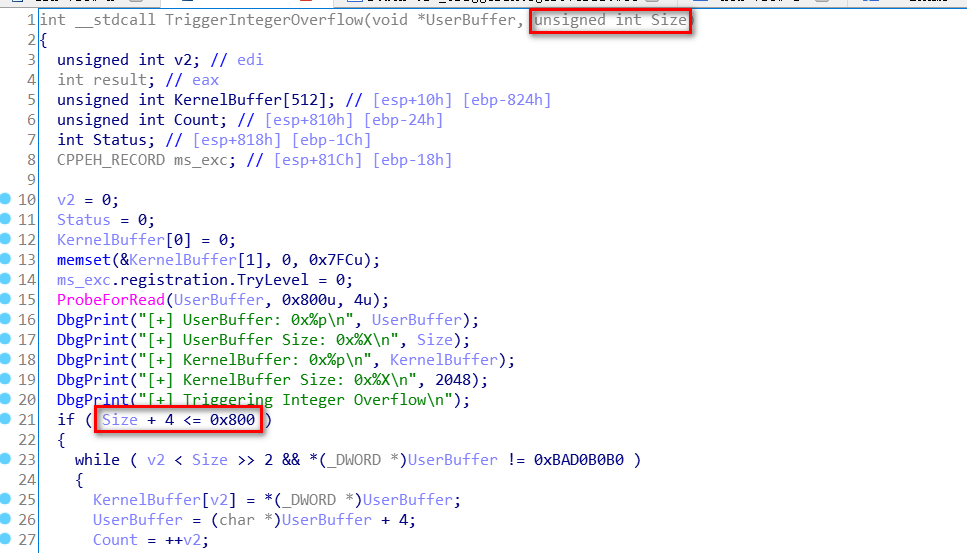 1 int __stdcall TriggerIntegerOverflow(void *UserBuffer, unsigned int Size)
2 {
3 unsigned int v2; // edi
4 int result; // eax
5 unsigned int KernelBuffer[512]; // [esp+10h] [ebp-824h]
6 unsigned int Count; // [esp+810h] [ebp-24h]
7 int Status; // [esp+818h] [ebp-1Ch]
8 CPPEH_RECORD ms_exc; // [esp+81Ch] [ebp-18h]
9
10 v2 = 0;
11 Status = 0;
12 KernelBuffer[0] = 0;
13 memset(&KernelBuffer[1], 0, 0x7FCu);
14 ms_exc.registration.TryLevel = 0;
15 ProbeForRead(UserBuffer, 0x800u, 4u);
16 DbgPrint("[+] UserBuffer: 0x%p\n", UserBuffer);
17 DbgPrint("[+] UserBuffer Size: 0x%X\n", Size);
18 DbgPrint("[+] KernelBuffer: 0x%p\n", KernelBuffer);
19 DbgPrint("[+] KernelBuffer Size: 0x%X\n", 2048);
20 DbgPrint("[+] Triggering Integer Overflow\n");
21 if ( Size + 4 <= 0x800 )
22 {
23 while ( v2 < Size >> 2 && *(_DWORD *)UserBuffer != 0xBAD0B0B0 )
24 {
25 KernelBuffer[v2] = *(_DWORD *)UserBuffer;
26 UserBuffer = (char *)UserBuffer + 4;
27 Count = ++v2;